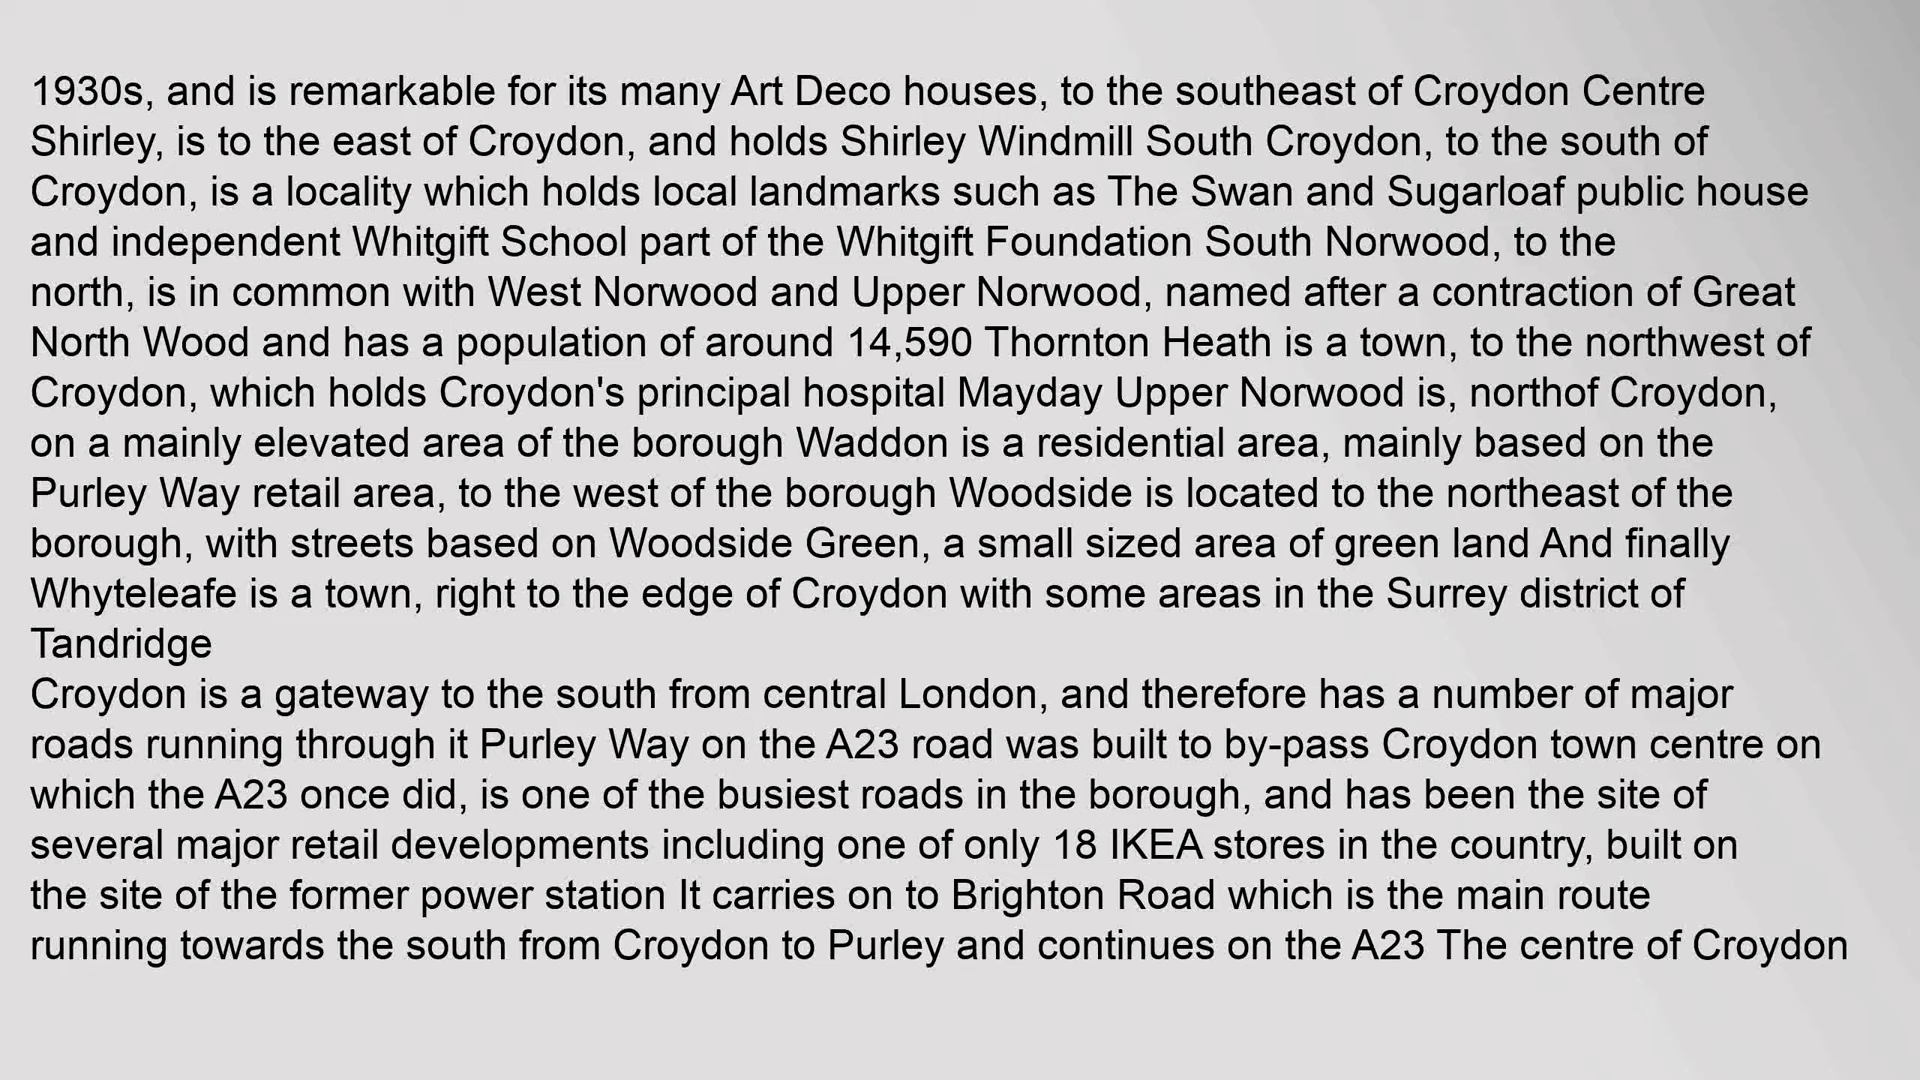 1930s, and is remarkable for its many Art Deco houses, to the southeast of Croydon Centre
Shirley, is to the east of Croydon, and holds Shirley Windmill South Croydon, to the south of
Croydon, is a locality which holds local landmarks such as The Swan and Sugarloaf public house
and independent Whitgift School part of the Whitgift Foundation South Norwood, to the
north, is in common with West Norwood and Upper Norwood, named after a contraction of Great
North Wood and has a population of around 14,590 Thornton Heath is a town, to the northwest of
Croydon, which holds Croydon's principal hospital Mayday Upper Norwood is, northof Croydon,
on a mainly elevated area of the borough Waddon is a residential area, mainly based on the
Purley Way retail area, to the west of the borough Woodside is located to the northeast of the
borough, with streets based on Woodside Green, a small sized area of green land And finally
Whyteleafe is a town, right to the edge of Croydon with some areas in the Surrey district of
Tandridge
Croydon is a gateway to the south from central London, and therefore has a number of major
roads running through it Purley Way on the A23 road was built to by-pass Croydon town centre on
which the A23 once did, is one of the busiest roads in the borough, and has been the site of
several major retail developments including one of only 18 IKEA stores in the country, built on
the site of the former power station It carries on to Brighton Road which is the main route
running towards the south from Croydon to Purley and continues on the A23 The centre of Croydon